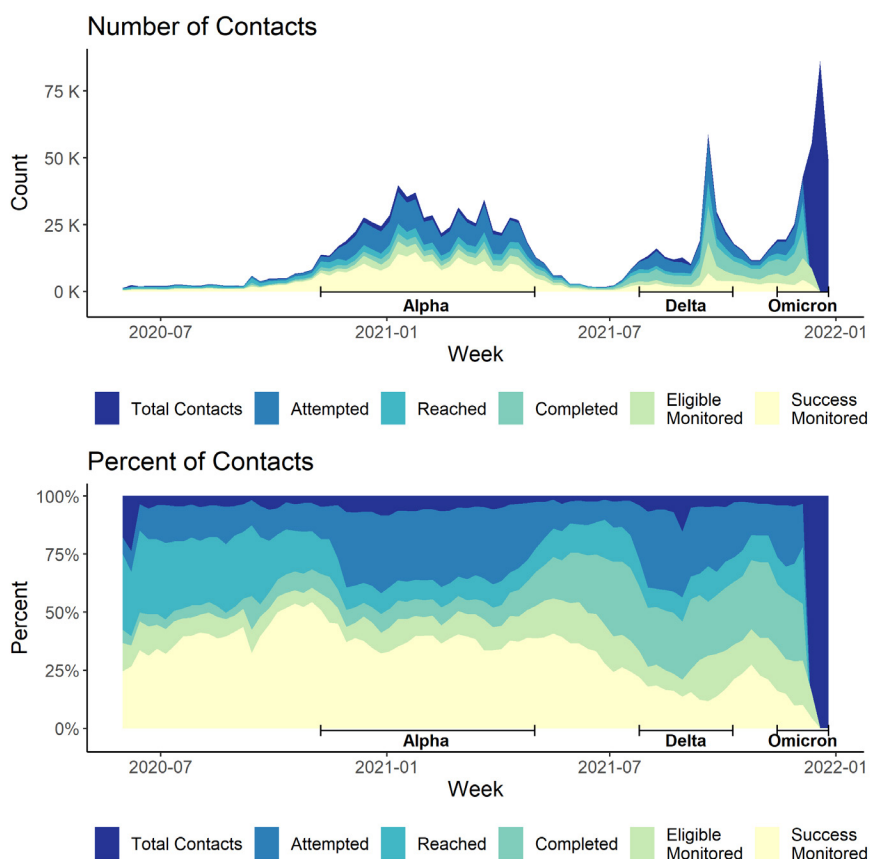 Number of Contacts
75 K
50 K
25 K
0 K
Count
Alpha
Delta
Omicron
2020-07
2021-01
2021-07
2022-01
Week
Total Contacts
Attempted
Reached
Completed
Eligible
Monitored
Success
Monitored
Percent of Contacts
100%
75%
50%
25%
0%
Percent
Alpha
Delta
Omicron
2020-07
2021-01
2021-07
2022-01
Week
Total Contacts
Attempted
Reached
Completed
Eligible
Monitored
Success
Monitored